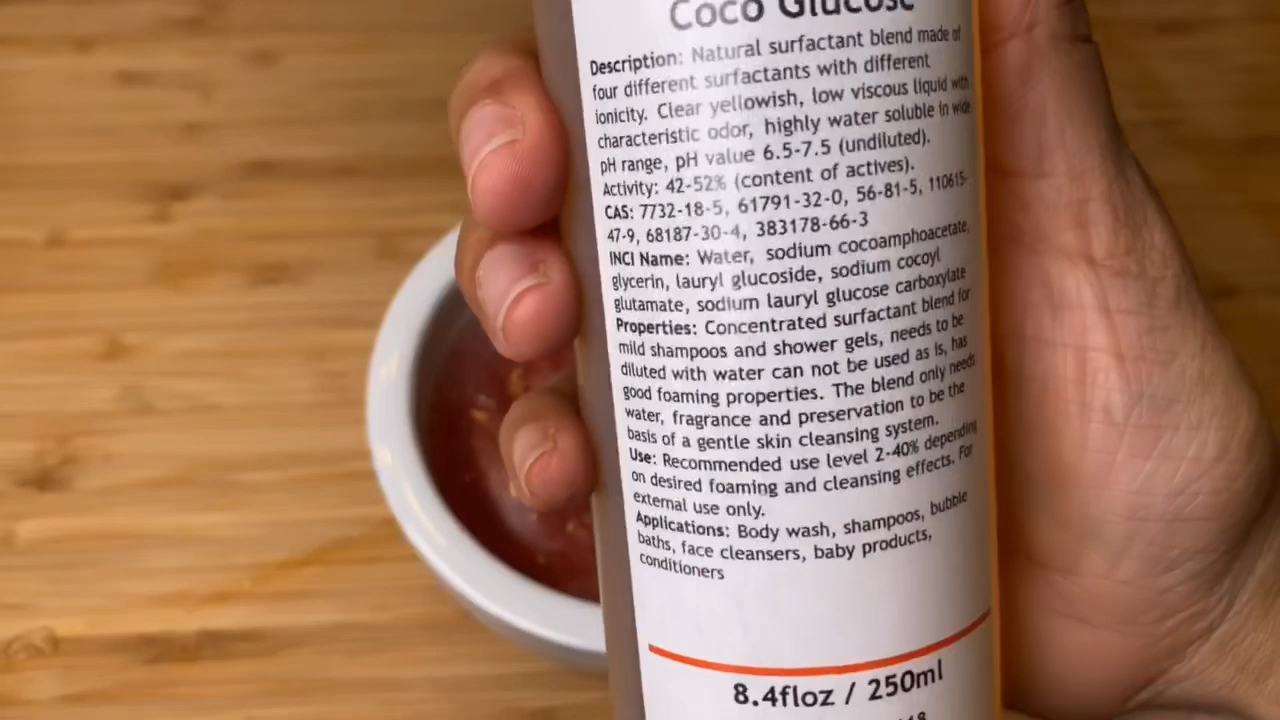 Coco Glucose
Description: Natural surfactant blend made of
four different surfactants with different
ionicity. Clear yellowish, low viscous liquid with
characteristic odor, highly water soluble in wide
pH range, pH value 6.5-7.5 (undiluted).
Activity: 42-52% (content of actives).
CAS: 7732-18-5, 61791-32-0, 56-81-5, 110615-
47-9, 68187-30-4, 383178-66-3
INCI Name: Water, sodium cocoamphoacetate,
glycerin, lauryl glucoside, sodium cocoyl
glutamate, sodium lauryl glucose carboxylate
Properties: Concentrated surfactant blend for
mild shampoos and shower gels, needs to be
diluted with water can not be used as is, has
good foaming properties. The blend only needs
water, fragrance and preservation to be the
basis of a gentle skin cleansing system.
Use: Recommended use level 2-40% depending
on desired foaming and cleansing effects. For
external use only.
Applications: Body wash, shampoos, bubble
baths, face cleansers, baby products,
conditioners
8.4floz / 250ml